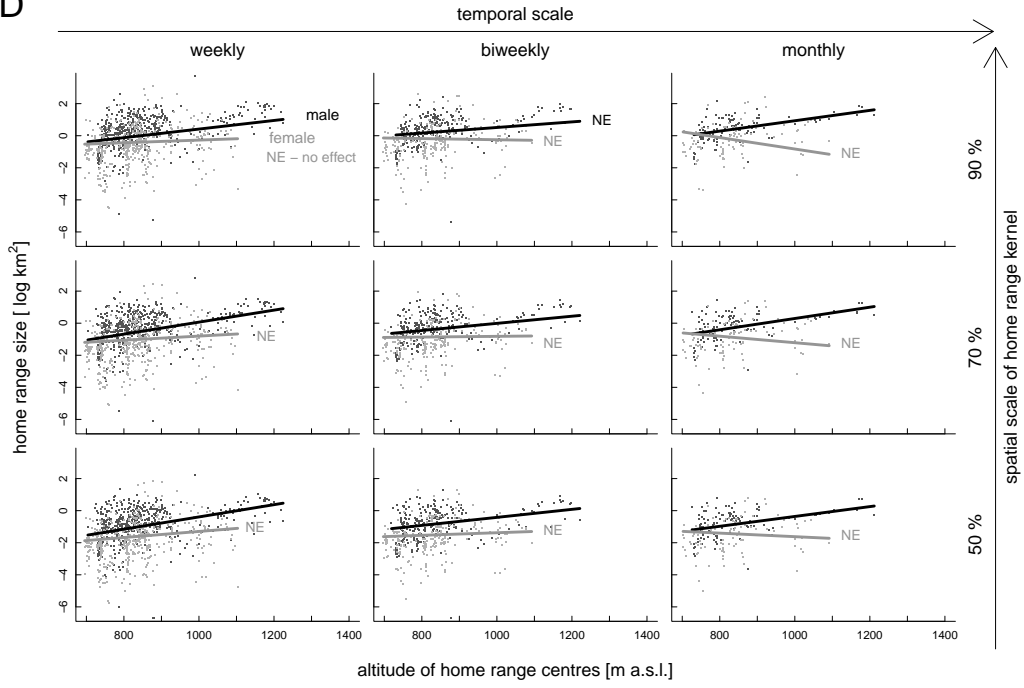 D
temporal scale
weekly biweekly monthly
2
0
−2
−4
−6
male
female
NE − no effect
NE
NE
NE
90 %
2
0
−2
−4
−6
NE
NE
NE
70 %
2
0
−2
−4
−6
NE
NE
NE
50 %
800 1000 1200 1400 800 1000 1200 1400 800 1000 1200 1400
altitude of home range centres [m a.s.l.]
home range size [ log km²]
spatial scale of home range kernel